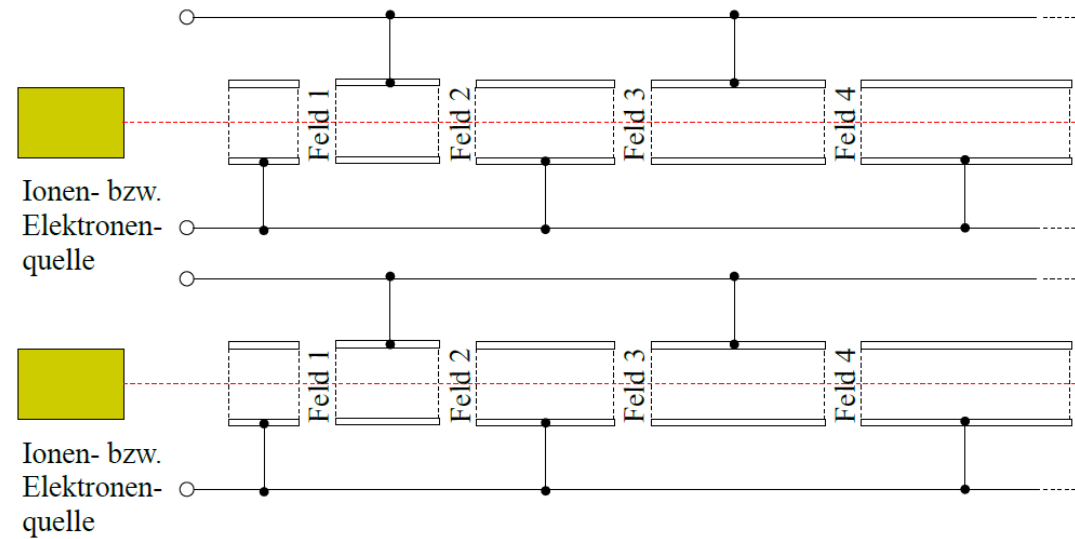 Feld 1
Feld 2
Feld 3
Feld 4
Ionen- bzw.
Elektronen-
quelle
Feld 1
Feld 2
Feld 3
Feld 4
Ionen- bzw.
Elektronen-
quelle